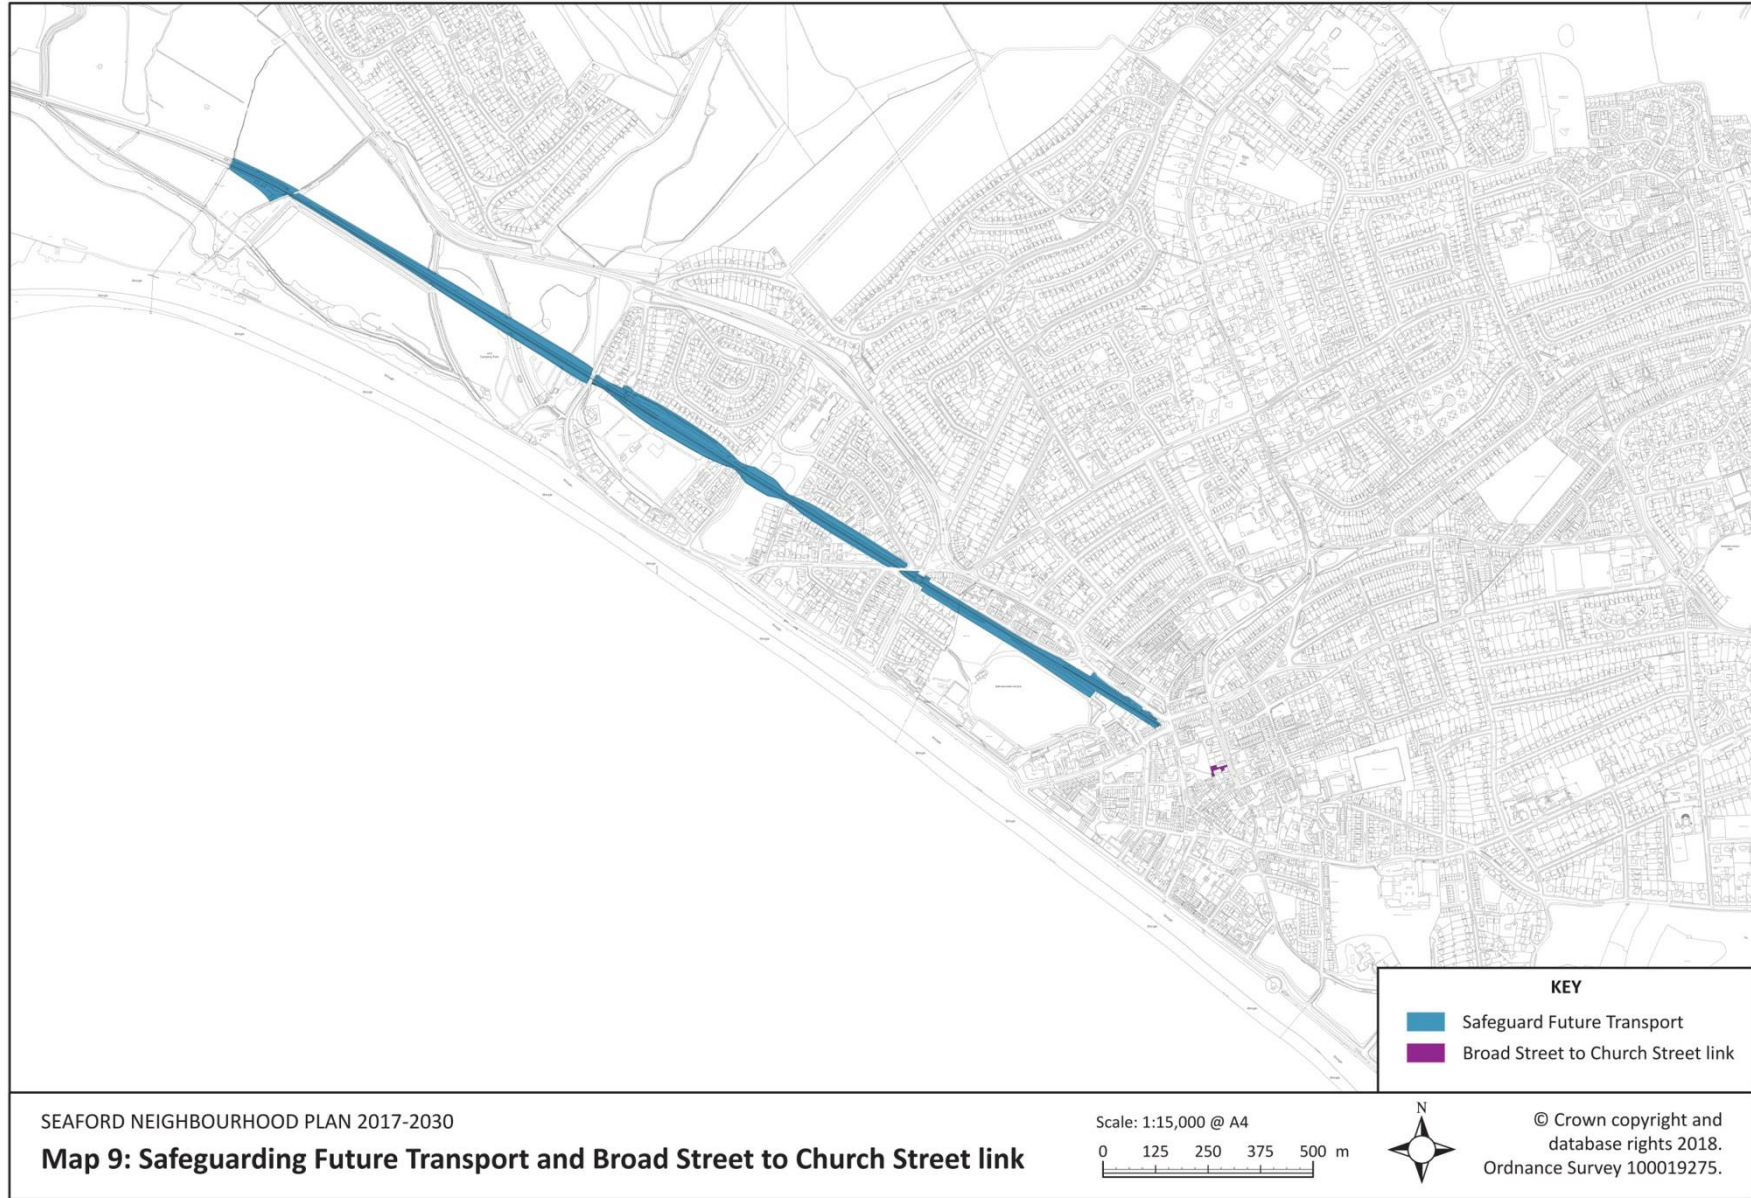 KEY
Safeguard Future Transport
Broad Street to Church Street link
SEAFORD NEIGHBOURHOOD PLAN 2017-2030
Map 9: Safeguarding Future Transport and Broad Street to Church Street link
Scale: 1:15,000 @ A4
0 125 250 375 500 m
N
© Crown copyright and
database rights 2018.
Ordnance Survey 100019275.